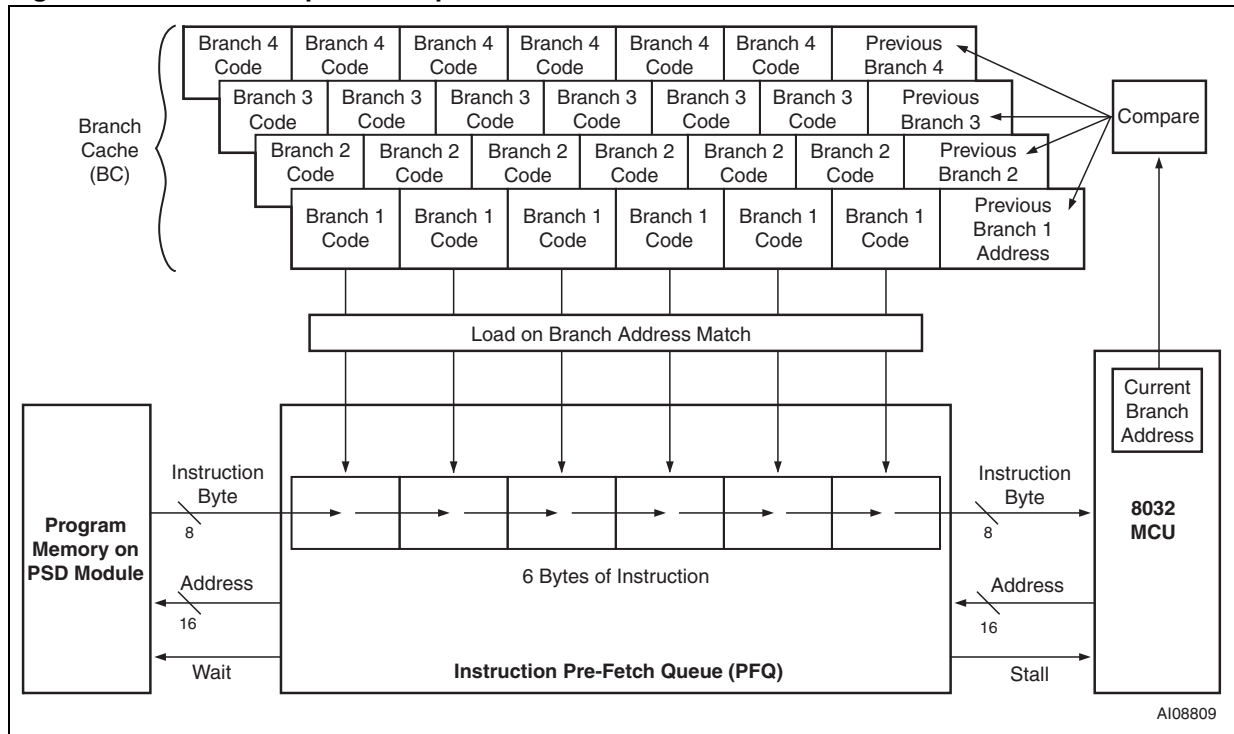 Branch 4 Code
Branch 4 Code
Branch 4 Code
Branch 4 Code
Branch 4 Code
Branch 4 Code
Previous Branch 4
Branch 3 Code
Branch 3 Code
Branch 3 Code
Branch 3 Code
Branch 3 Code
Branch 3 Code
Previous Branch 3
Compare
Branch Cache (BC)
Branch 2 Code
Branch 2 Code
Branch 2 Code
Branch 2 Code
Branch 2 Code
Branch 2 Code
Previous Branch 2
Branch 1 Code
Branch 1 Code
Branch 1 Code
Branch 1 Code
Branch 1 Code
Branch 1 Code
Previous Branch 1 Address
Load on Branch Address Match
Current Branch Address
Program Memory on PSD Module
Instruction Byte
8
Instruction Byte
8
8032 MCU
6 Bytes of Instruction
Address
16
Address
16
Wait
Instruction Pre-Fetch Queue (PFQ)
Stall
AI08809